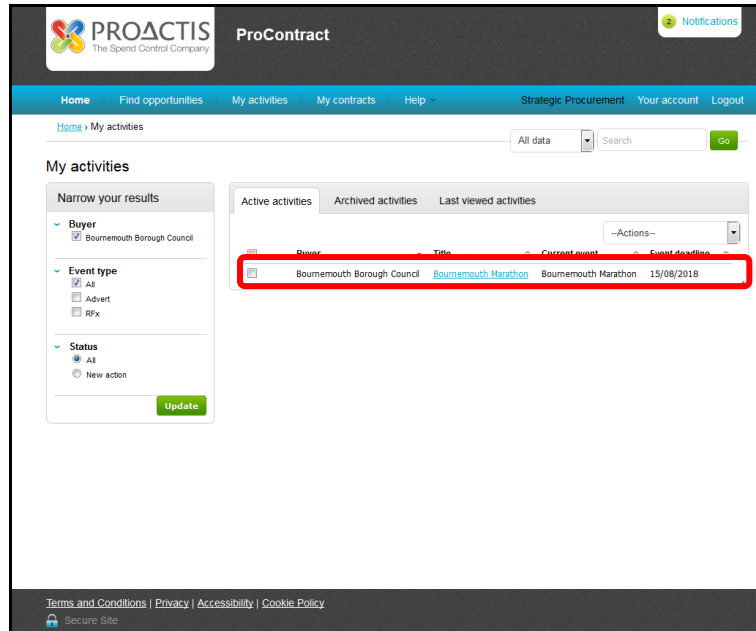 PROACTIS
The Spend Control Company
ProContract
2 Notifications
Home Find opportunities My activities My contracts Help Strategic Procurement Your account Logout
Home › My activities
All data Search Go
My activities
Narrow your results
Active activities Archived activities Last viewed activities
Buyer
Bournemouth Borough Council
--Actions--
Buyer Title Current event Event deadline
Bournemouth Borough Council Bournemouth Marathon Bournemouth Marathon 15/08/2018
Event type
All
Advert
RFx
Status
All
New action
Update
Terms and Conditions | Privacy | Accessibility | Cookie Policy
Secure Site